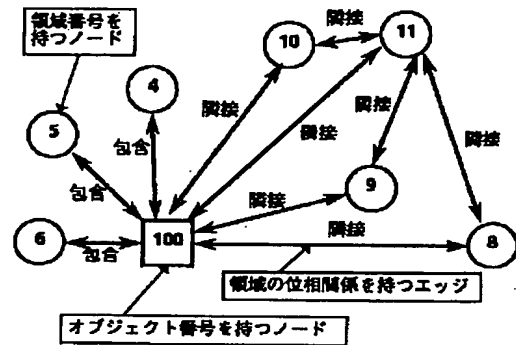 領域番号を
持つノード
10
隣接
11
4
5
隣接
隣接
隣接
隣接
包含
包含
隣接
9
6
包含
100
隣接
8
領域の位相関係を持つエッジ
オブジェクト番号を持つノード